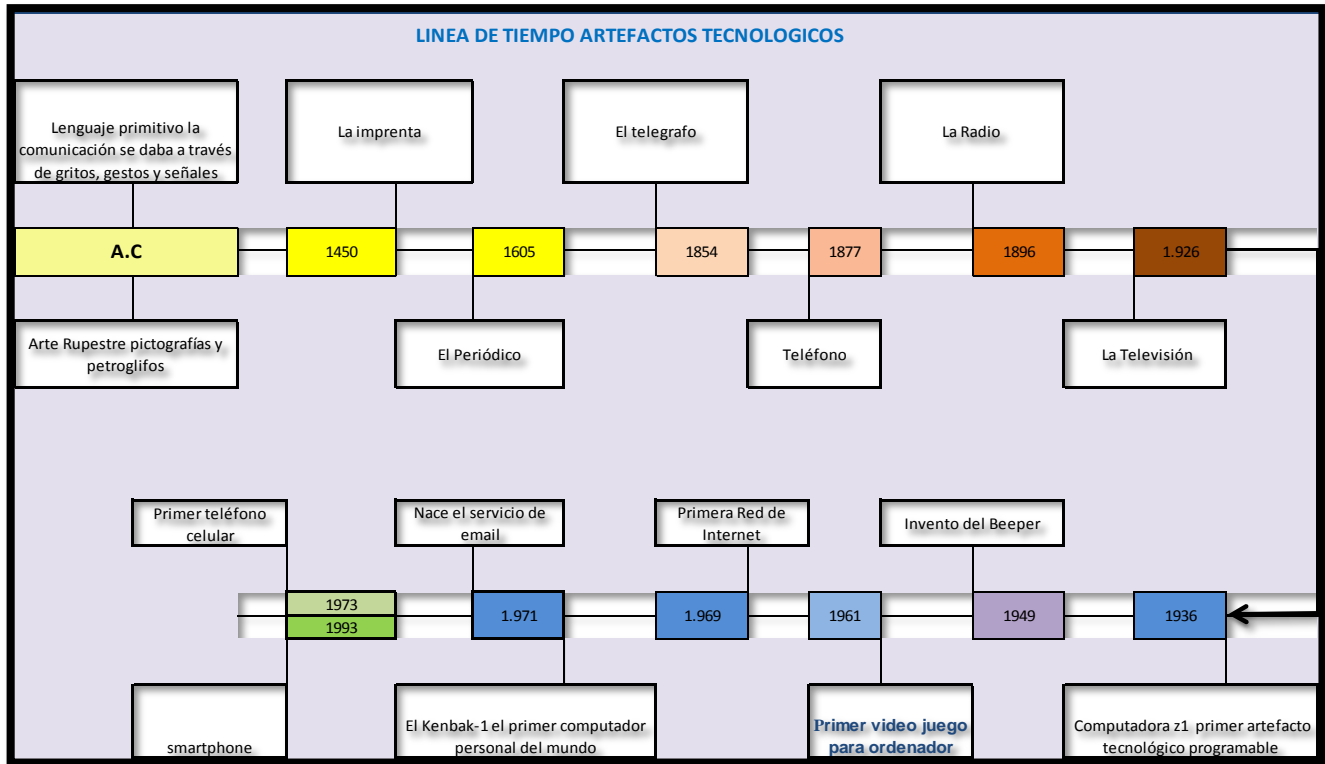 LINEA DE TIEMPO ARTEFACTOS TECNOLOGICOS
Lenguaje primitivo la
comunicación se daba a través
de gritos, gestos y señales
La imprenta
El telegrafo
La Radio
A.C
1450
1605
1854
1877
1896
1.926
Arte Rupestre pictografías y
petroglifos
El Periódico
Teléfono
La Televisión
Primer teléfono
celular
Nace el servicio de
email
Primera Red de
Internet
Invento del Beeper
1973
1993
1.971
1.969
1961
1949
1936
smartphone
El Kenbak-1 el primer computador
personal del mundo
Primer video juego
para ordenador
Computadora z1 primer artefacto
tecnológico programable